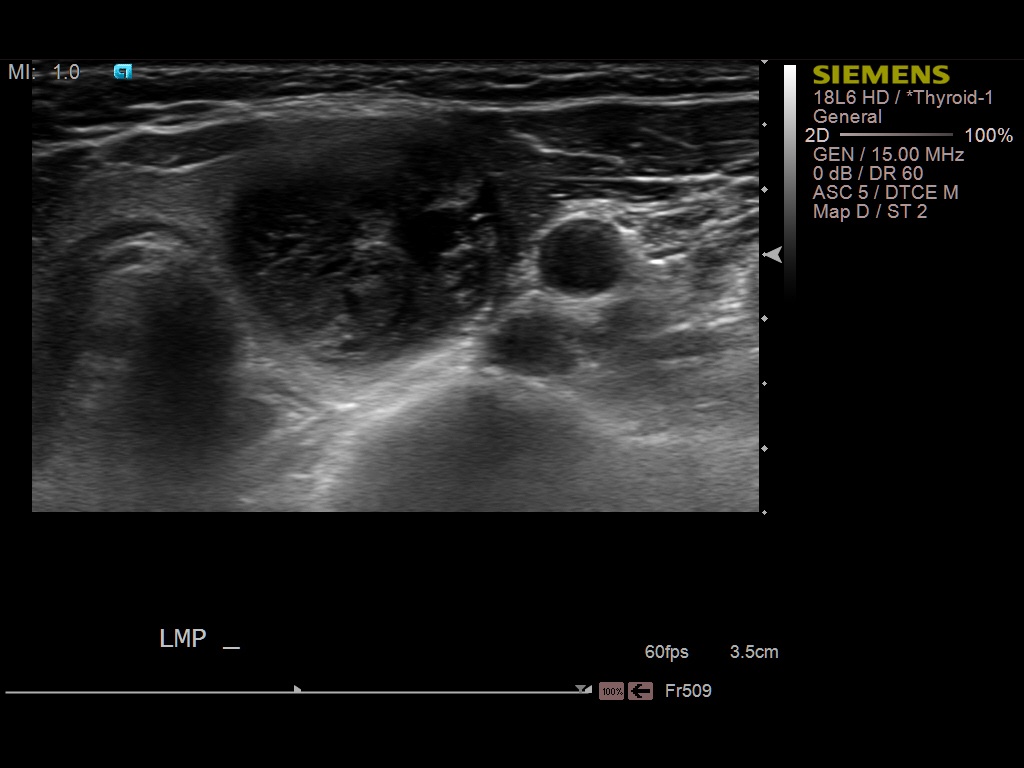 MI: 1.0
SIEMENS
18L6 HD / *Thyroid-1
General
2D 100%
GEN / 15.00 MHz
0 dB / DR 60
ASC 5 / DTCE M
Map D / ST 2
LMP _
60fps 3.5cm
100% Fr509